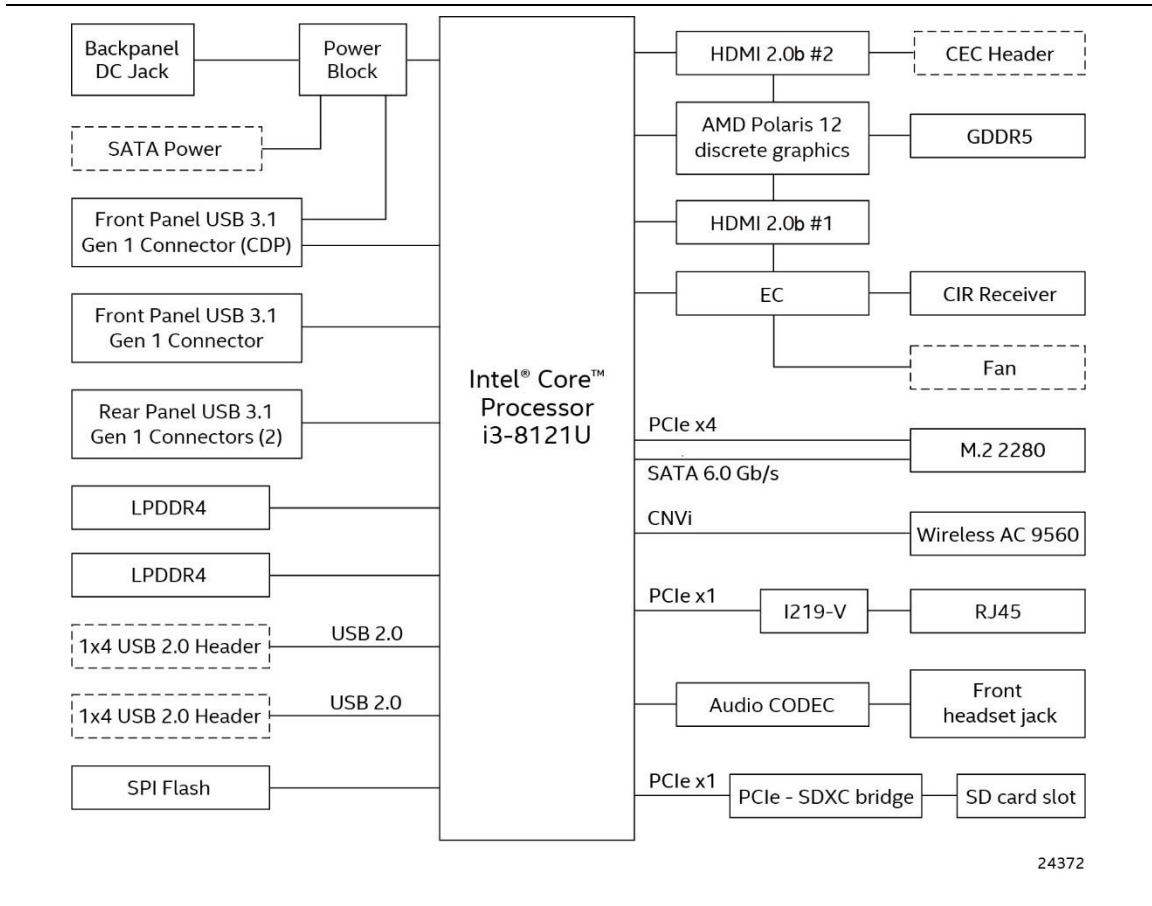 Backpanel
DC Jack
Power
Block
SATA Power
Front Panel USB 3.1
Gen 1 Connector (CDP)
Front Panel USB 3.1
Gen 1 Connector
Rear Panel USB 3.1
Gen 1 Connectors (2)
LPDDR4
LPDDR4
1x4 USB 2.0 Header
USB 2.0
1x4 USB 2.0 Header
USB 2.0
SPI Flash
Intel® Core™
Processor
i3-8121U
HDMI 2.0b #2
CEC Header
AMD Polaris 12
discrete graphics
GDDR5
HDMI 2.0b #1
EC
CIR Receiver
Fan
PCIe x4
SATA 6.0 Gb/s
M.2 2280
CNVi
Wireless AC 9560
PCIe x1
I219-V
RJ45
Audio CODEC
Front
headset jack
PCIe x1
PCIe - SDXC bridge
SD card slot
24372